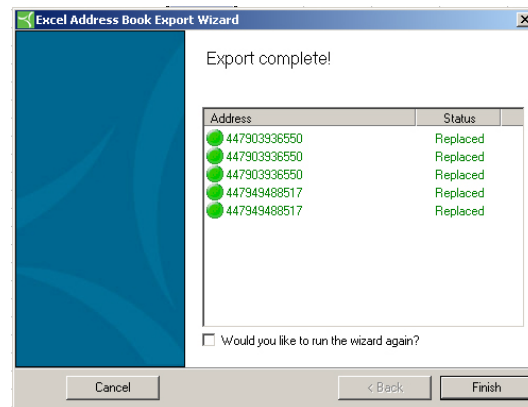 Excel Address Book Export Wizard
Export complete!
Address Status
447903936550 Replaced
447903936550 Replaced
447903936550 Replaced
447949488517 Replaced
447949488517 Replaced
Would you like to run the wizard again?
Cancel < Back Finish